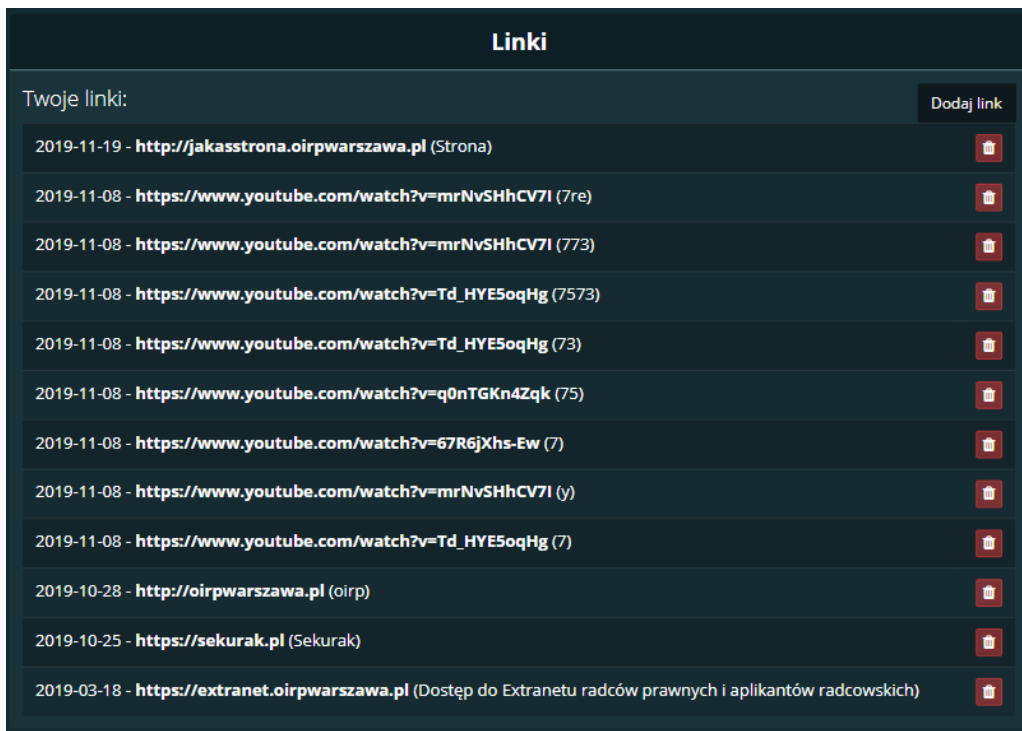 Linki
Twoje linki:
Dodaj link
2019-11-19 - http://jakasstrona.oirpwarszawa.pl (Strona)
2019-11-08 - https://www.youtube.com/watch?v=mrNvSHhCV7I (7re)
2019-11-08 - https://www.youtube.com/watch?v=mrNvSHhCV7I (773)
2019-11-08 - https://www.youtube.com/watch?v=Td_HYE5oqHg (7573)
2019-11-08 - https://www.youtube.com/watch?v=Td_HYE5oqHg (73)
2019-11-08 - https://www.youtube.com/watch?v=q0nTGKn4Zqk (75)
2019-11-08 - https://www.youtube.com/watch?v=67R6jXhs-Ew (7)
2019-11-08 - https://www.youtube.com/watch?v=mrNvSHhCV7I (y)
2019-11-08 - https://www.youtube.com/watch?v=Td_HYE5oqHg (7)
2019-10-28 - http://oirpwarszawa.pl (oirp)
2019-10-25 - https://sekurak.pl (Sekurak)
2019-03-18 - https://extranet.oirpwarszawa.pl (Dostęp do Extranetu radców prawnych i aplikantów radcowskich)